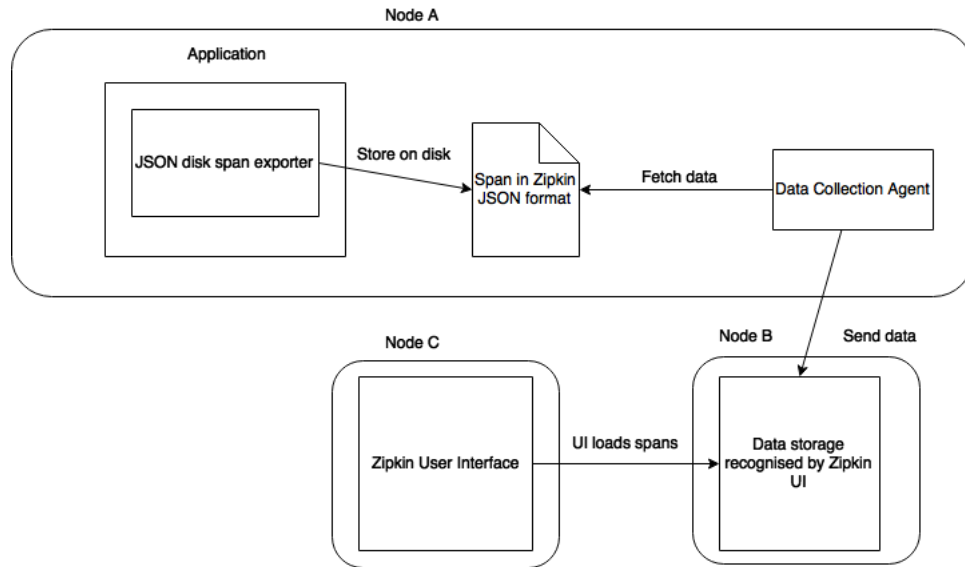 Node A
Application
JSON disk span exporter
Store on disk
Span in Zipkin
JSON format
Fetch data
Data Collection Agent
Node C
Node B
Send data
Zipkin User Interface
UI loads spans
Data storage
recognised by Zipkin
UI